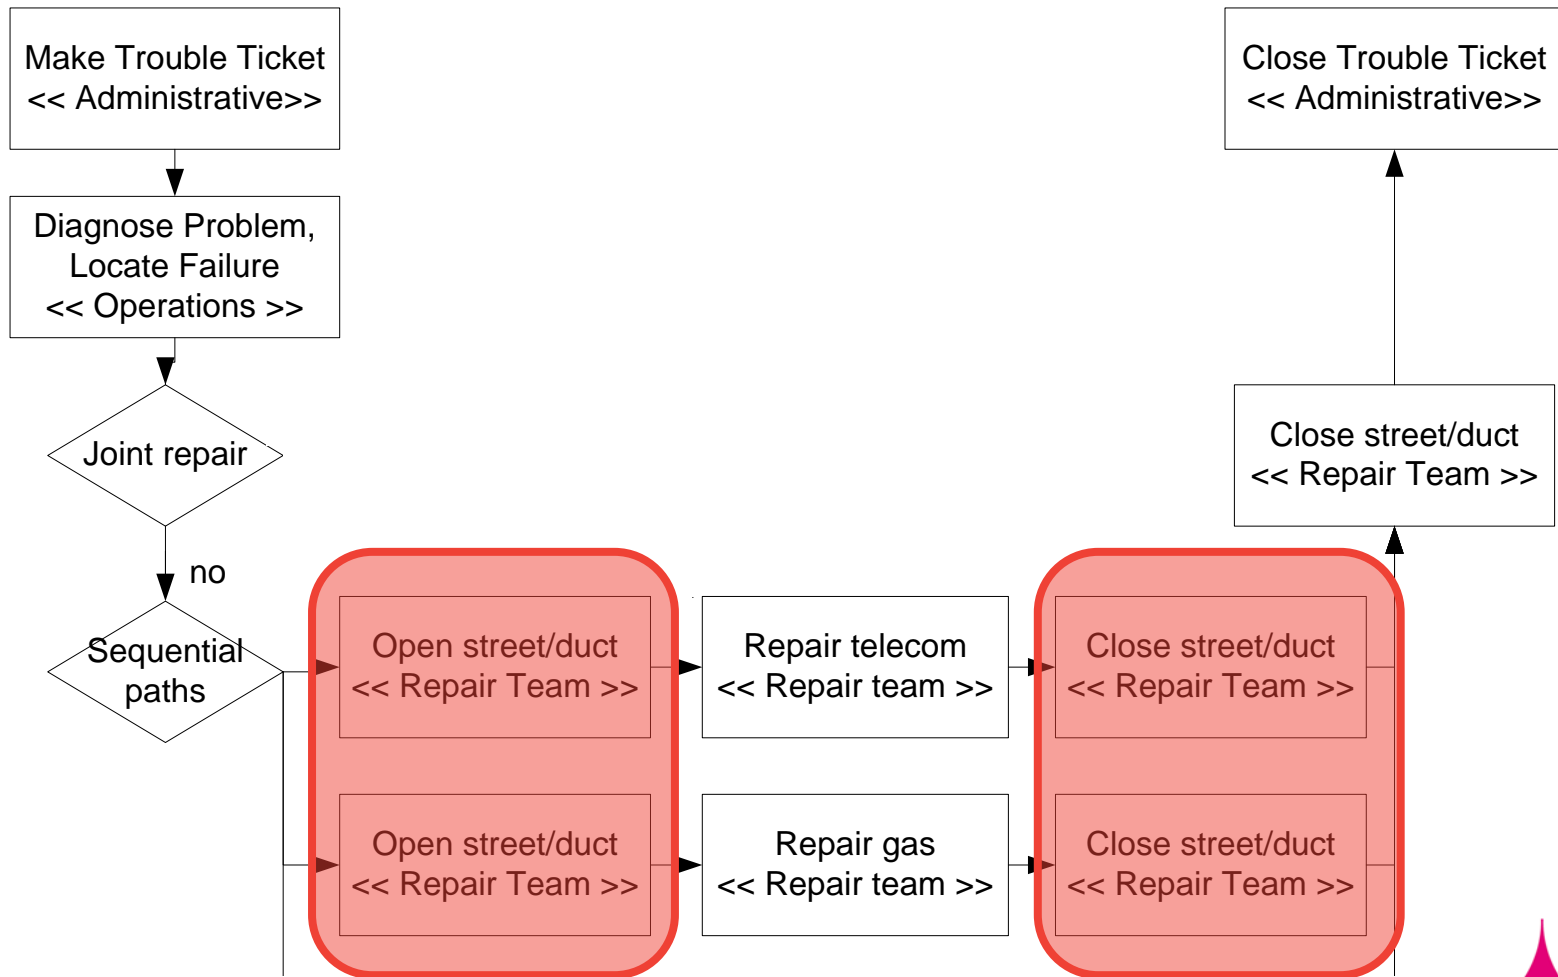 Make Trouble Ticket
<< Administrative>>
Close Trouble Ticket
<< Administrative>>
Diagnose Problem,
Locate Failure
<< Operations >>
Joint repair
Close street/duct
<< Repair Team >>
no
Sequential
paths
Open street/duct
<< Repair Team >>
Repair telecom
<< Repair team >>
Close street/duct
<< Repair Team >>
Open street/duct
<< Repair Team >>
Repair gas
<< Repair team >>
Close street/duct
<< Repair Team >>